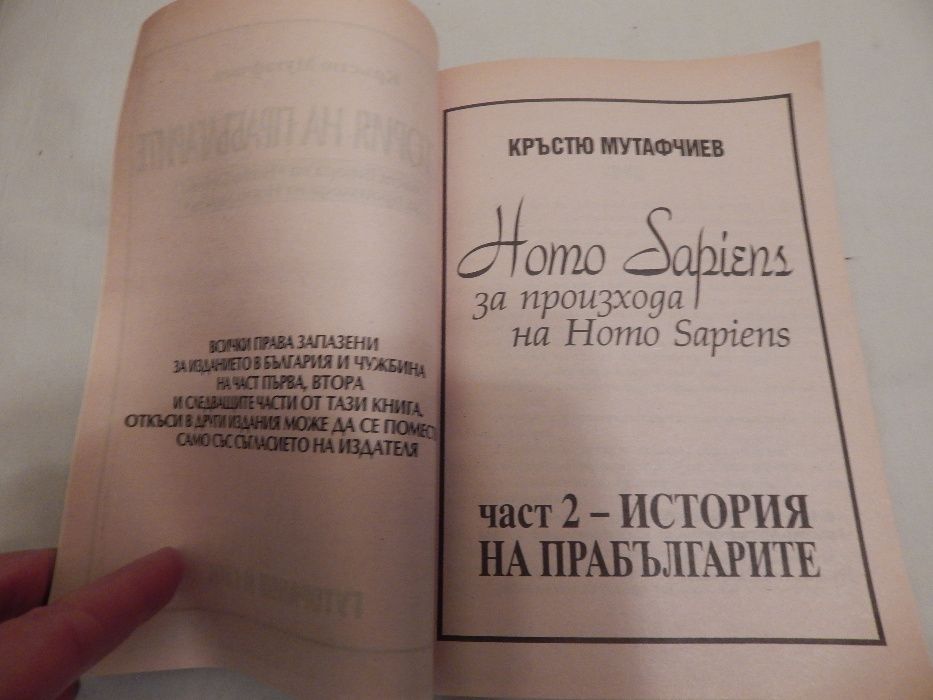 ВСИЧКИ ПРАВА ЗАПАЗЕНИ
ЗА ИЗДАНИЕТО В БЪЛГАРИЯ И ЧУЖБИНА
НА ЧАСТ ПЪРВА, ВТОРА
И СЛЕДВАЩИТЕ ЧАСТИ ОТ ТАЗИ КНИГА.
ОТКЪСИ В ДРУГИ ИЗДАНИЯ МОЖЕ ДА СЕ
САМО СЪС СЪГЛАСИЕТО НА ИЗДАТЕЛЯ
КРЪСТЮ МУТАФЧИЕВ
Homo Sapiens
за произхода
на Homo Sapiens
част 2 – ИСТОРИЯ
НА ПРАБЪЛГАРИТЕ